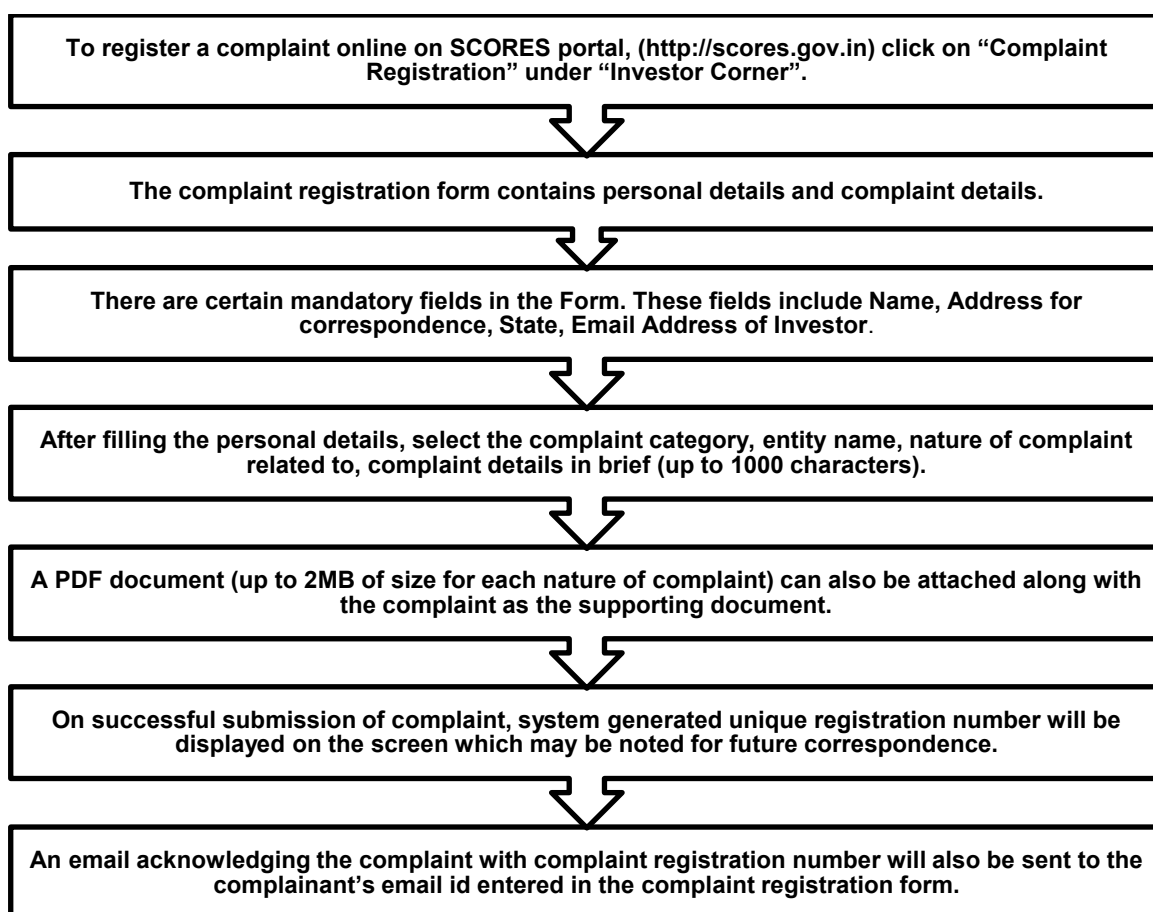 To register a complaint online on SCORES portal, (http://scores.gov.in) click on “Complaint
Registration” under “Investor Corner”.
The complaint registration form contains personal details and complaint details.
There are certain mandatory fields in the Form. These fields include Name, Address for
correspondence, State, Email Address of Investor.
After filling the personal details, select the complaint category, entity name, nature of complaint
related to, complaint details in brief (up to 1000 characters).
A PDF document (up to 2MB of size for each nature of complaint) can also be attached along with
the complaint as the supporting document.
On successful submission of complaint, system generated unique registration number will be
displayed on the screen which may be noted for future correspondence.
An email acknowledging the complaint with complaint registration number will also be sent to the
complainant’s email id entered in the complaint registration form.